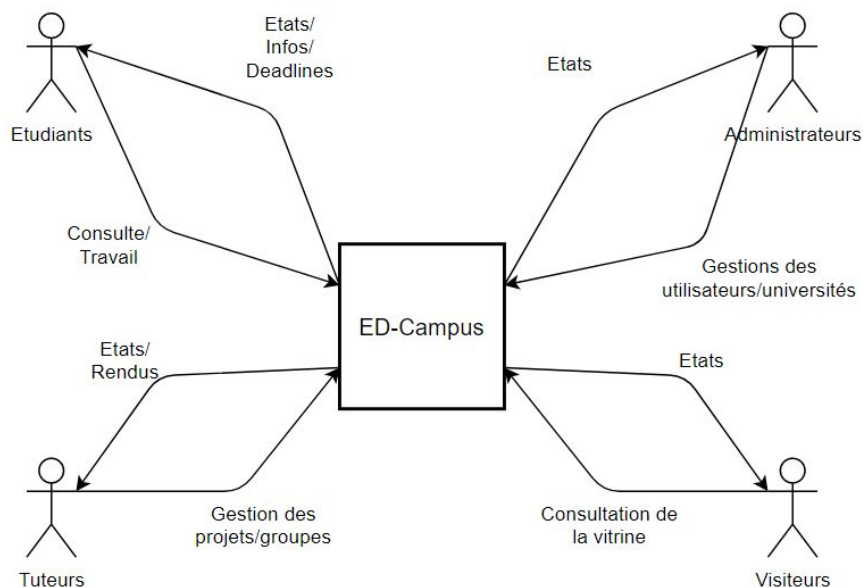 Etats/
Infos/
Deadlines
Etats
Etudiants
Administrateurs
Consulte/
Travail
Gestions des
utilisateurs/universités
ED-Campus
Etats/
Rendus
Etats
Gestion des
projets/groupes
Consultation de
la vitrine
Tuteurs
Visiteurs